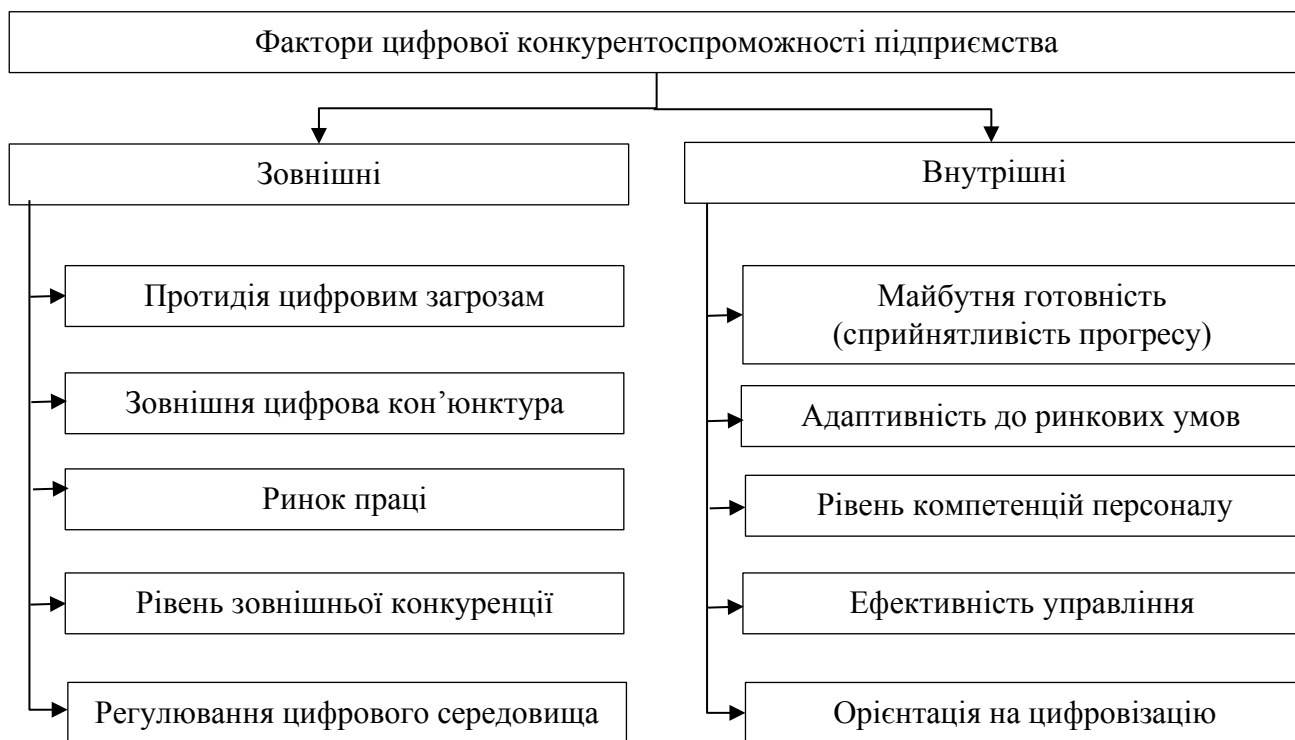 Фактори цифрової конкурентоспроможності підприємства
Зовнішні
Протидія цифровим загрозам
Зовнішня цифрова кон’юнктура
Ринок праці
Рівень зовнішньої конкуренції
Регулювання цифрового середовища
Внутрішні
Майбутня готовність
(сприйнятливість прогресу)
Адаптивність до ринкових умов
Рівень компетенцій персоналу
Ефективність управління
Орієнтація на цифровізацію